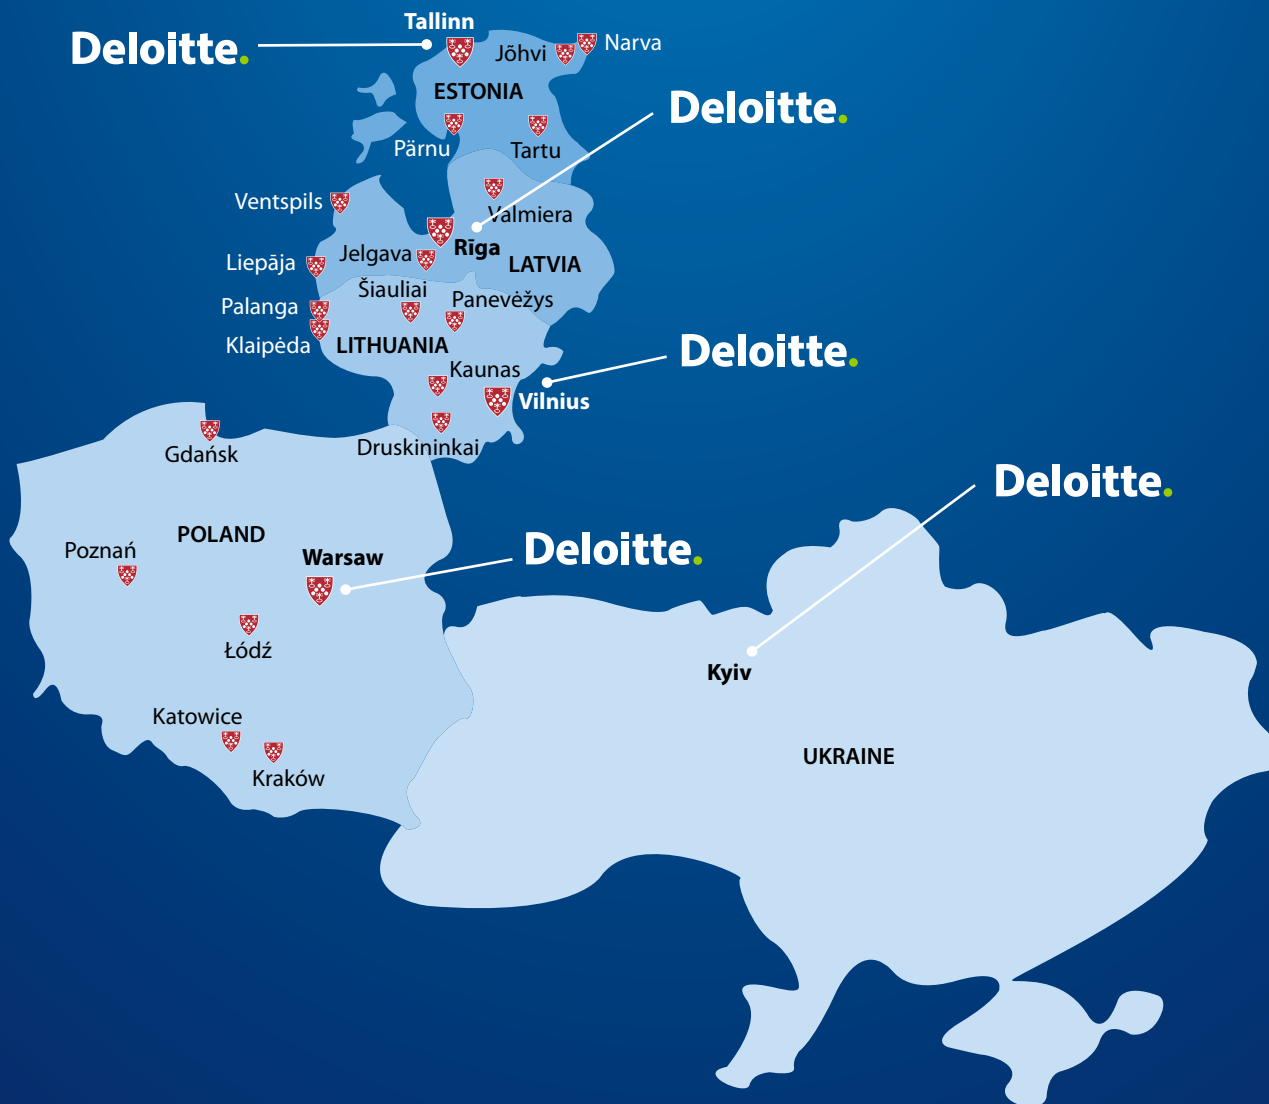 Tallinn
Deloitte.
Jõhvi
Narva
ESTONIA
Deloitte.
Pärnu
Tartu
Ventspils
Valmiera
Rīga
Jelgava
LATVIA
Liepāja
Šiauliai
Panevėžys
Palanga
Klaipėda
LITHUANIA
Deloitte.
Kaunas
Vilnius
Druskininkai
Gdańsk
Deloitte.
POLAND
Poznań
Warsaw
Deloitte.
Łódź
Kyiv
Katowice
UKRAINE
Kraków